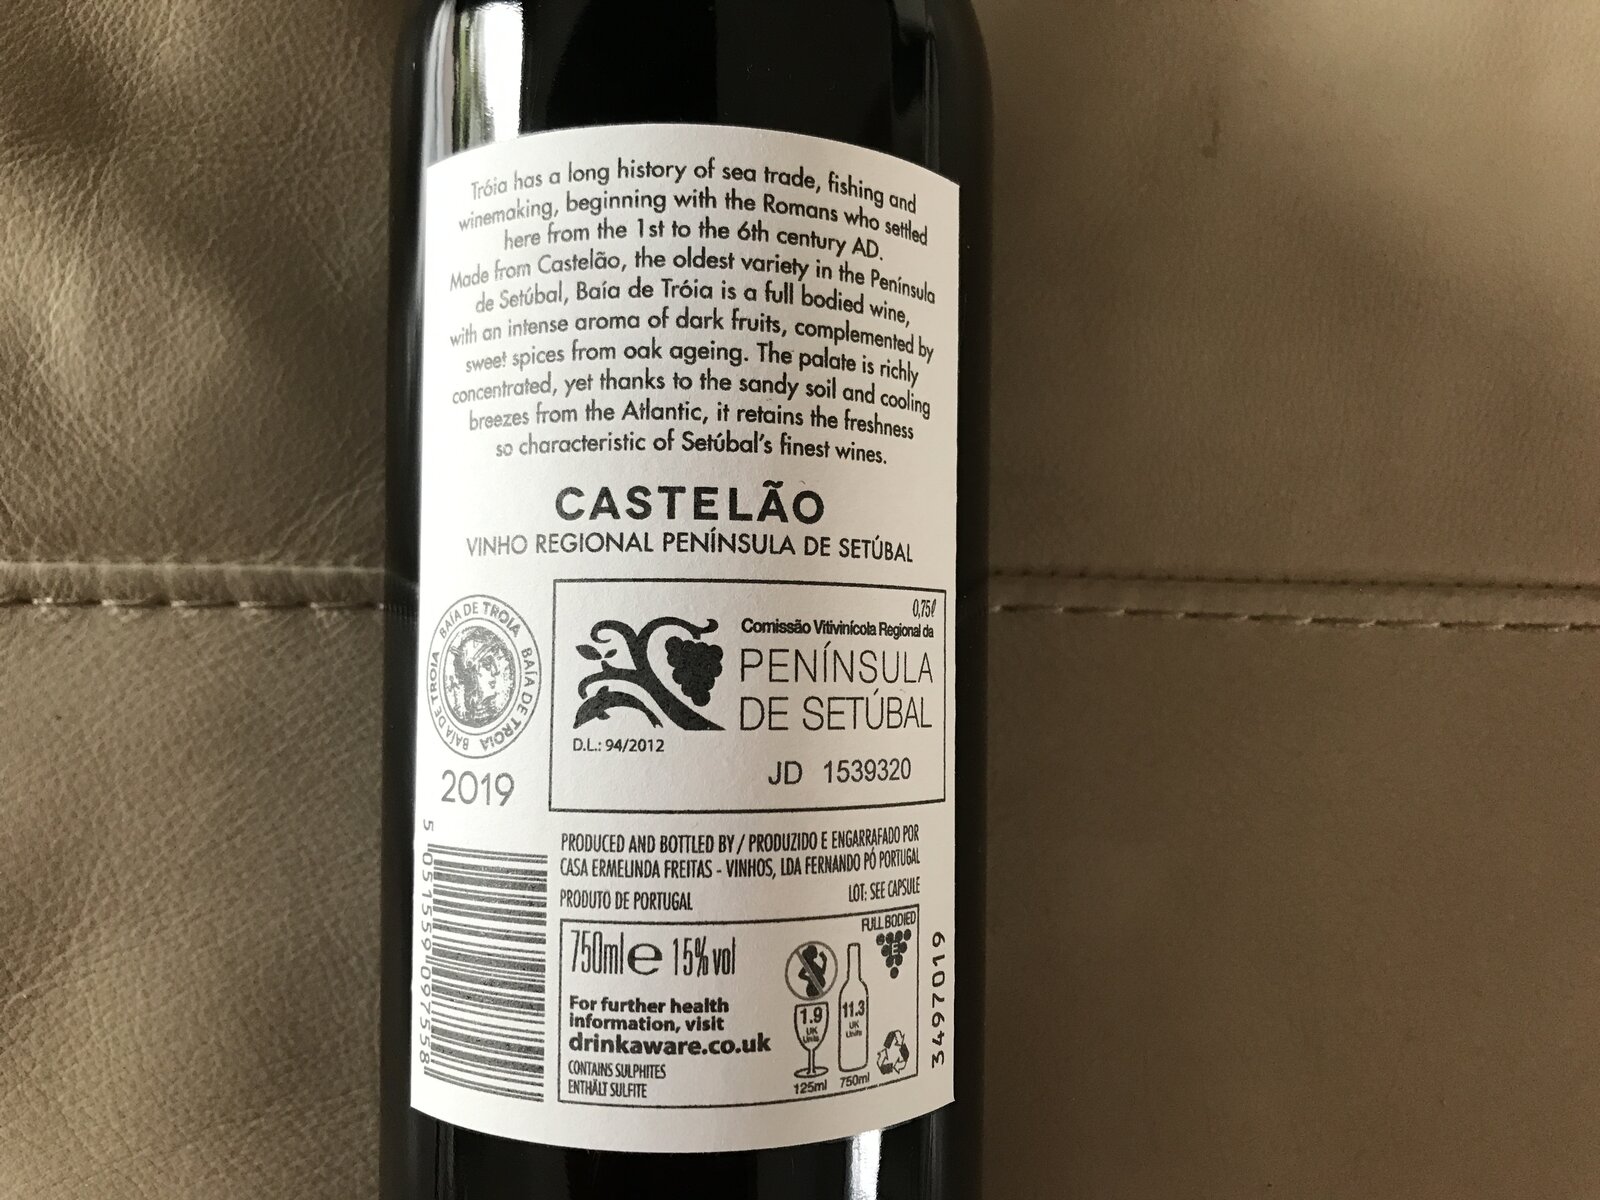 Tróia has a long history of sea trade, fishing and
winemaking, beginning with the Romans who settled
here from the 1st to the 6th century AD.
Made from Castelão, the oldest variety in the Península
de Setúbal, Baía de Tróia is a full bodied wine,
with an intense aroma of dark fruits, complemented by
sweet spices from oak ageing. The palate is richly
concentrated, yet thanks to the sandy soil and cooling
breezes from the Atlantic, it retains the freshness
so characteristic of Setúbal's finest wines.
CASTELÃO
VINHO REGIONAL PENÍNSULA DE SETÚBAL
BAÍA DE TROIA BAÍA DE TROIA BAÍA DE TROIA
2019
0,75ℓ
Comissão Vitivinícola Regional da
PENÍNSULA
DE SETÚBAL
D.L.: 94/2012
JD 1539320
PRODUCED AND BOTTLED BY / PRODUZIDO E ENGARRAFADO POR
CASA ERMELINDA FREITAS - VINHOS, LDA FERNANDO PÓ PORTUGAL
PRODUTO DE PORTUGAL
LOT: SEE CAPSULE
5 051559 097558
750ml e 15% vol
For further health
information, visit
drinkaware.co.uk
CONTAINS SULPHITES
ENTHÄLT SULFITE
FULL BODIED
E
1.9
UK
Units
125ml
11.3
UK
Units
750ml
3497019